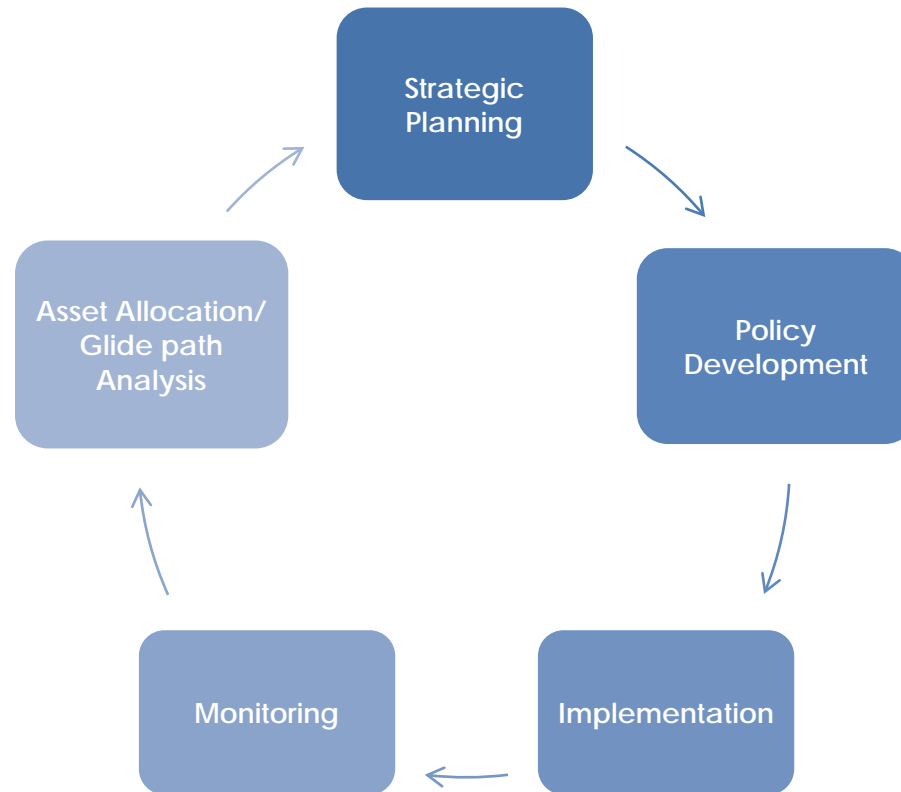 Strategic
Planning
Policy
Development
Implementation
Monitoring
Asset Allocation/
Glide path
Analysis